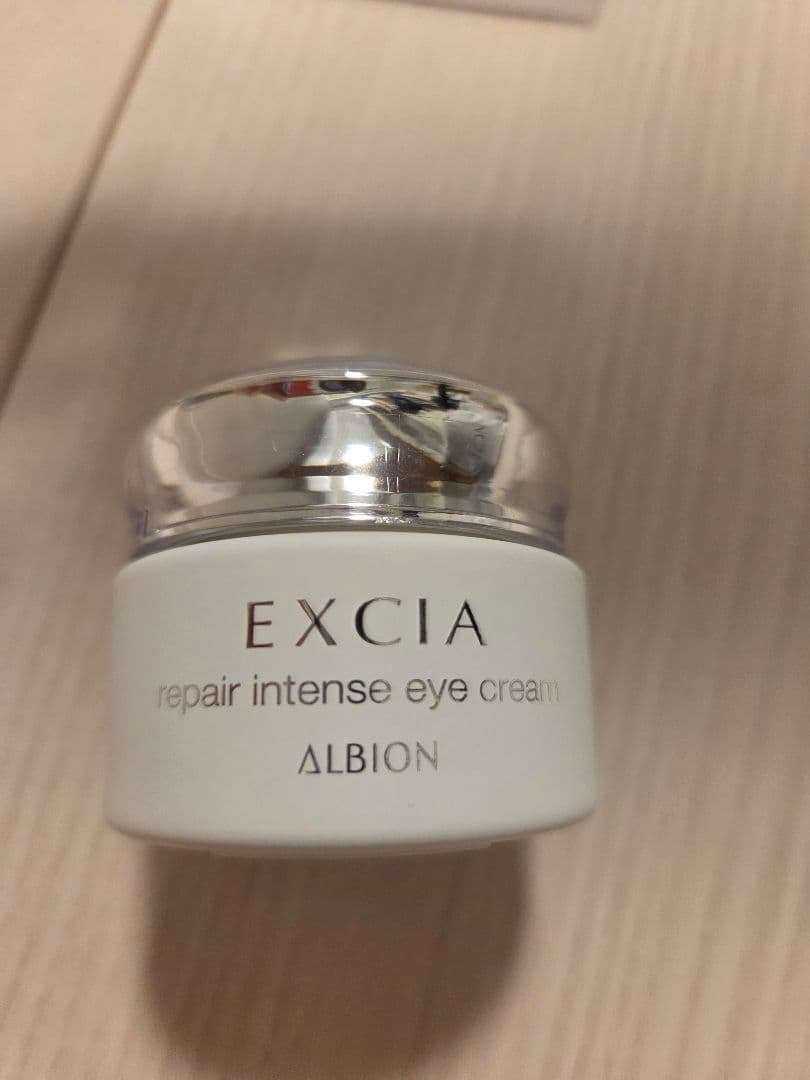 EXCIA
repair intense eye cream
ALBION